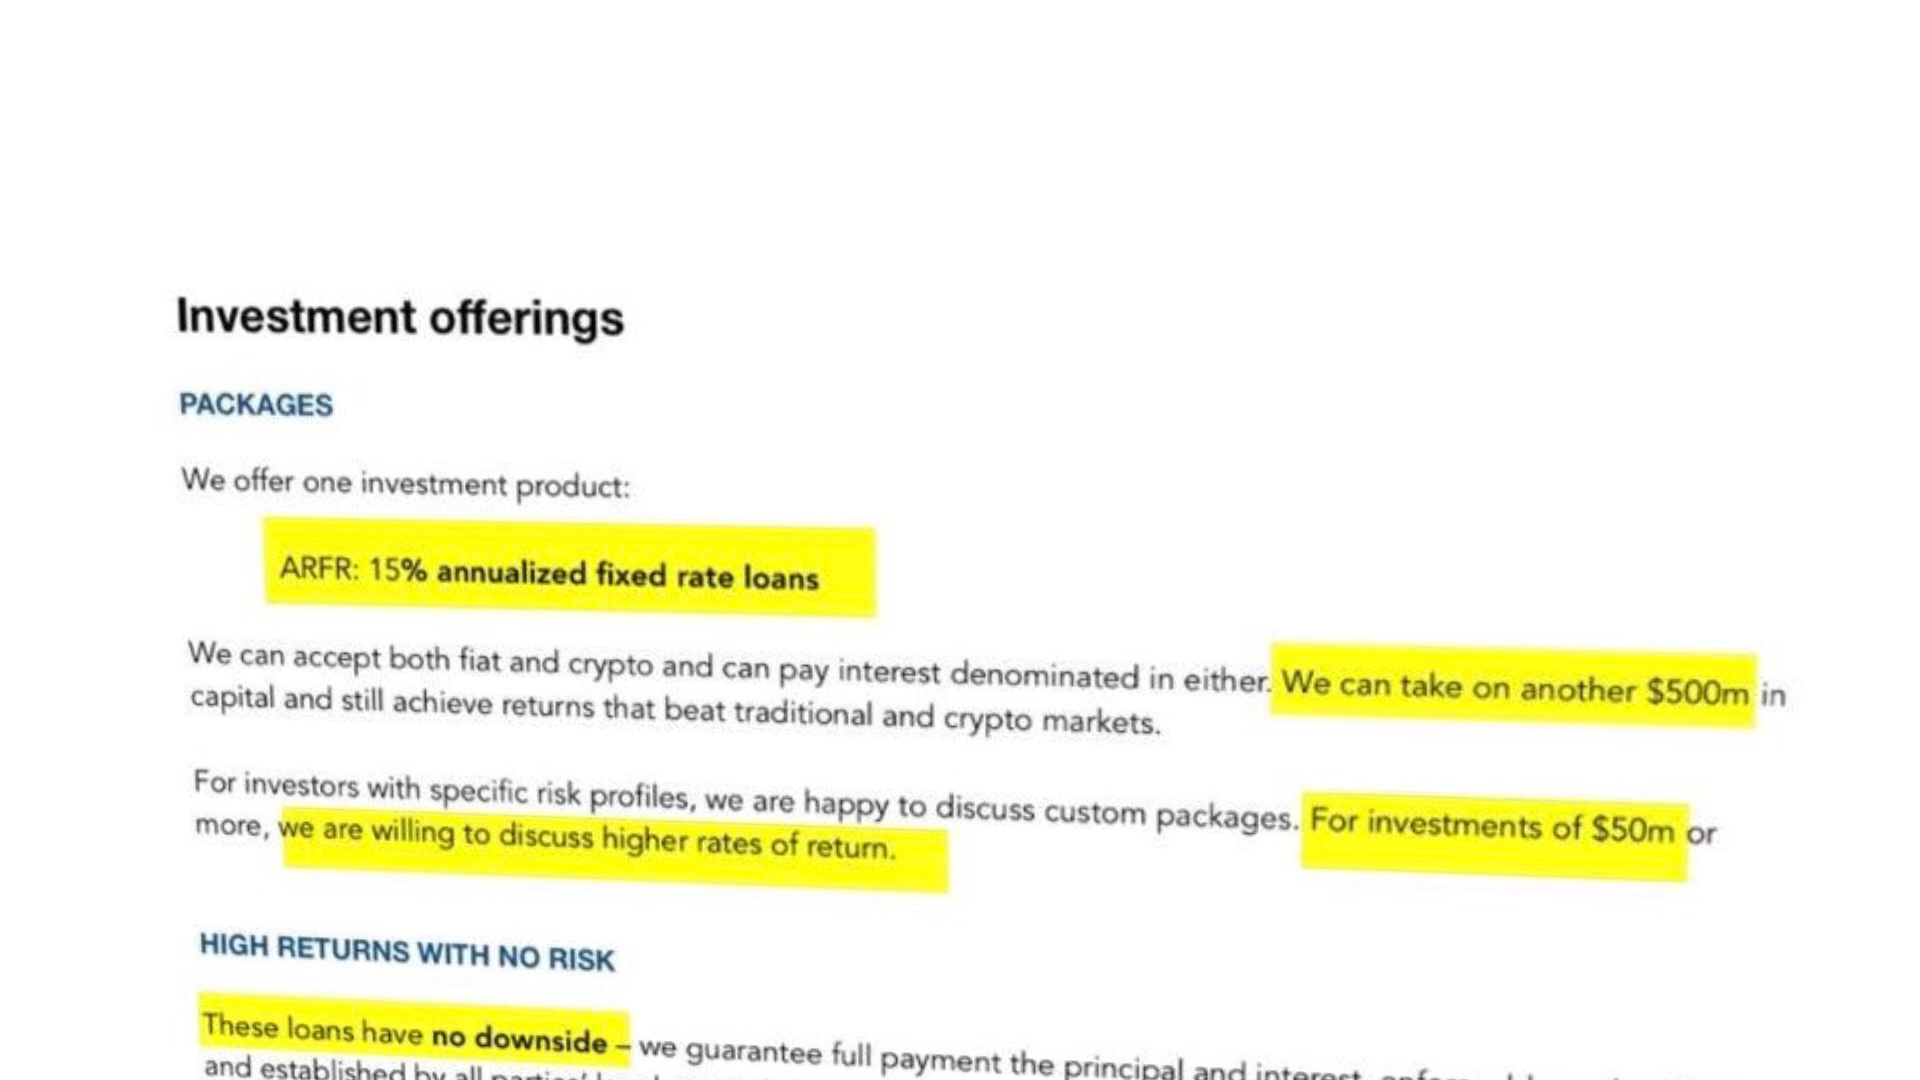 Investment offerings
PACKAGES
We offer one investment product:
ARFR: 15% annualized fixed rate loans
We can accept both fiat and crypto and can pay interest denominated in either. We can take on another $500m in
capital and still achieve returns that beat traditional and crypto markets.
For investors with specific risk profiles, we are happy to discuss custom packages. For investments of $50m or
more, we are willing to discuss higher rates of return.
HIGH RETURNS WITH NO RISK
These loans have no downside – we guarantee full payment the principal and interest,
and established by all parties'